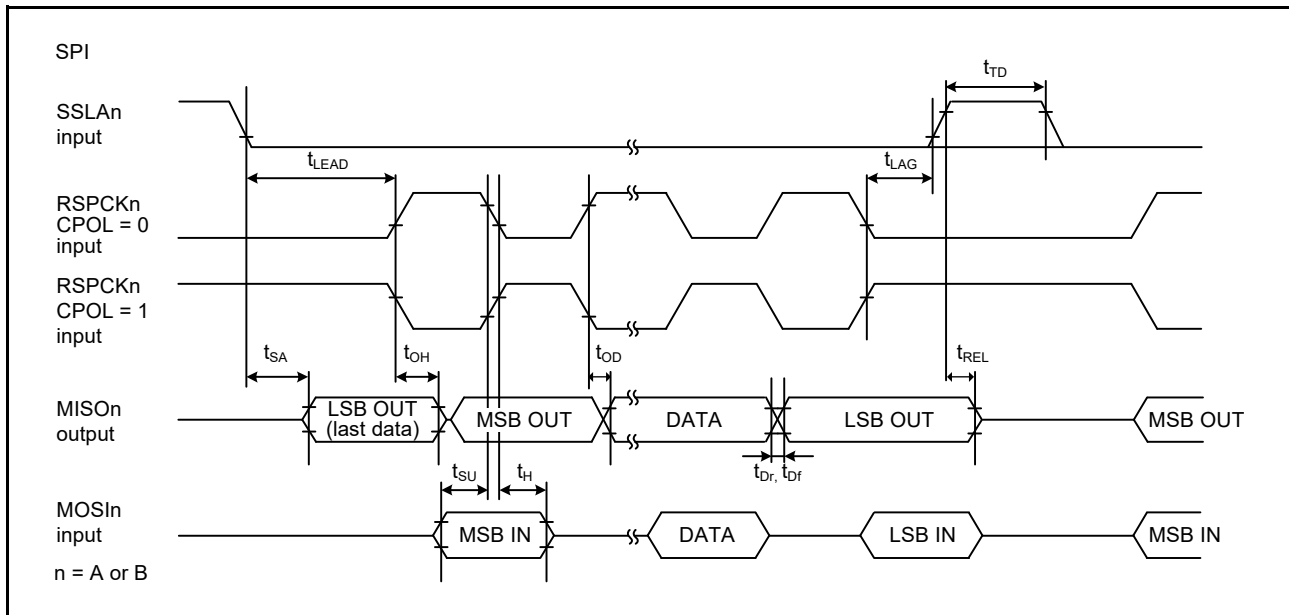 SPI
tTD
SSLAn
input
tLEAD
tLAG
RSPCKn
CPOL = 0
input
RSPCKn
CPOL = 1
input
tSA
tOH
tOD
tREL
MISOn
output
LSB OUT
(last data)
MSB OUT
DATA
LSB OUT
MSB OUT
tSU
tH
tDr, tDf
MOSIn
input
MSB IN
DATA
LSB IN
MSB IN
n = A or B